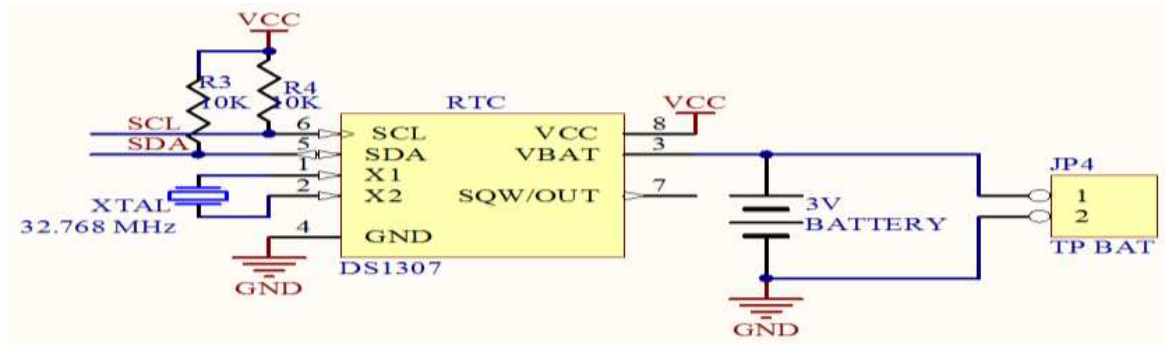 VCC
R3
10K
R4
10K
RTC
VCC
SCL
6
SCL
VCC
8
SDA
5
SDA
VBAT
3
JP4
1
X1
1
2
X2
SQW/OUT
7
2
XTAL
32.768 MHz
3V
BATTERY
4
GND
TP BAT
DS1307
GND
GND